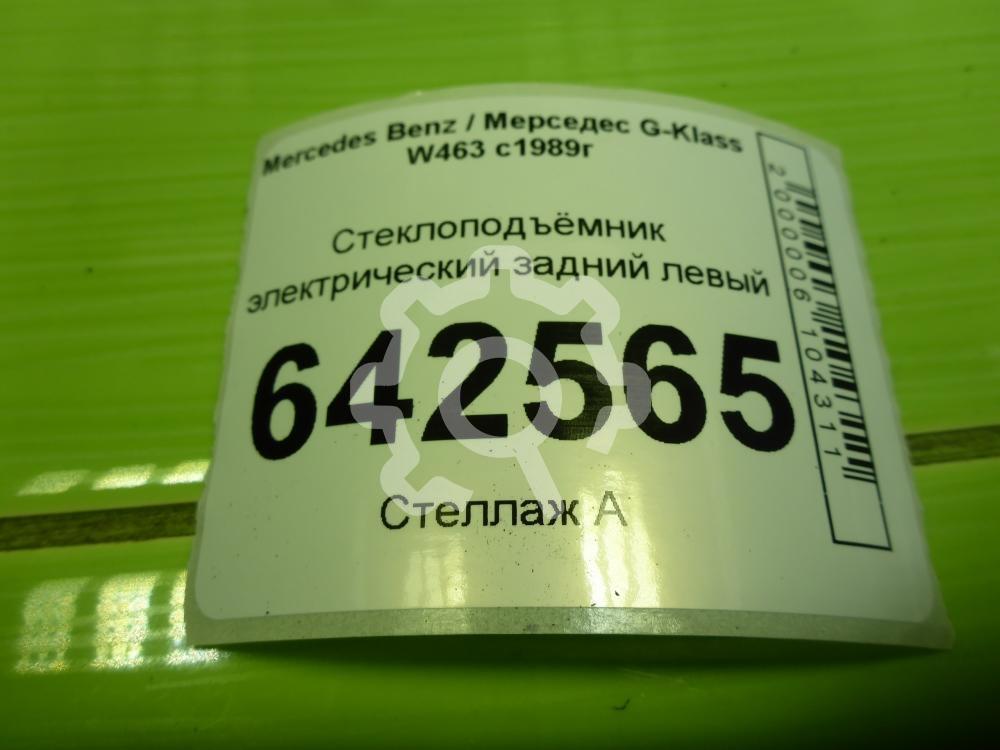 Mercedes Benz / Мерседес G-Klass
W463 с1989г
Стеклоподъёмник
электрический задний левый
642565
Стеллаж А
2000006104311